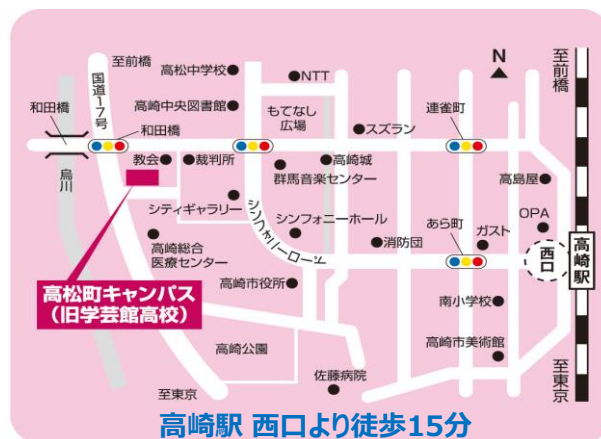 至前橋
高松中学校
NTT
N
至前橋
国道17号
高崎中央図書館
もてなし
広場
和田橋
和田橋
スズラン
連雀町
教会
裁判所
高崎城
群馬音楽センター
高島屋
烏川
シティギャラリー
シンフォニーロード
シンフォニーホール
あら町
ガスト
OPA
高崎総合
医療センター
消防団
西口
高崎駅
高松町キャンパス
(旧学芸館高校)
高崎市役所
南小学校
高崎公園
高崎市美術館
至東京
佐藤病院
至東京
高崎駅 西口より徒歩15分